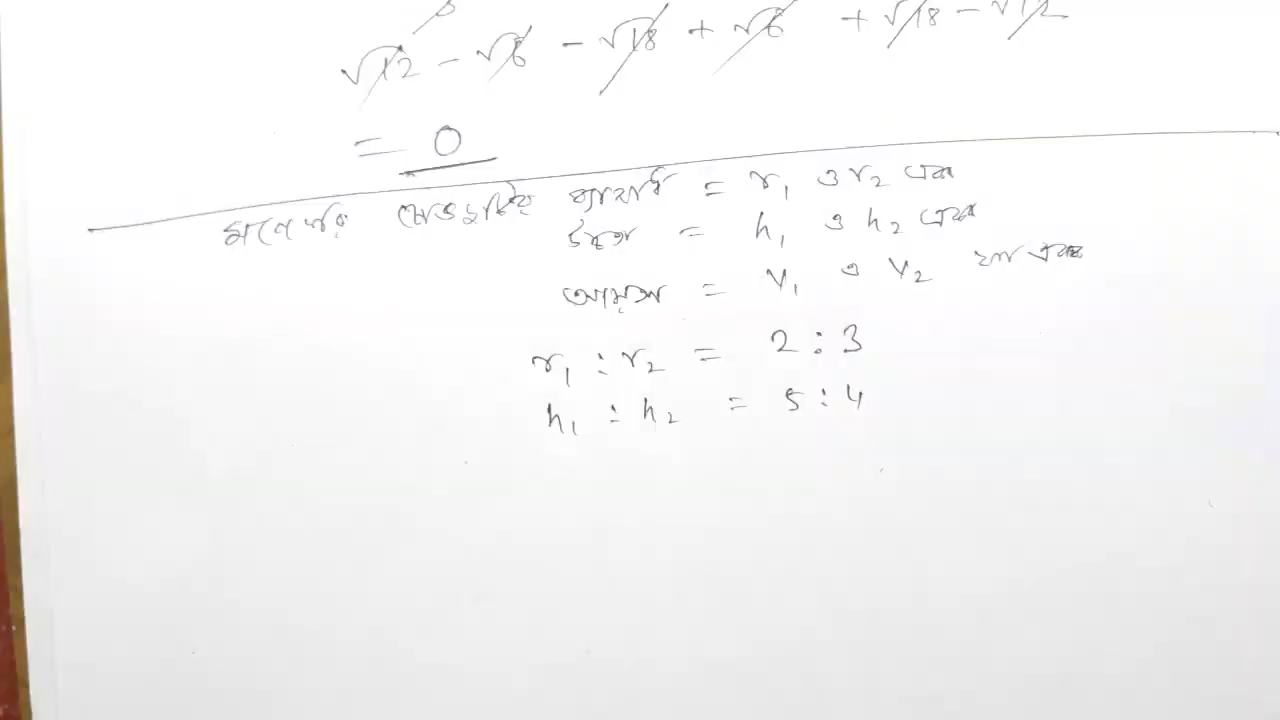 √12 - √6 - √18 + √6 + √18 - √12
= 0
মনেকরি চোঙদুটির ব্যাসার্ধ = r₁ ও r₂ একক
উচ্চতা = h₁ ও h₂ একক
আয়তন = V₁ ও V₂ ঘন একক
r₁ : r₂ = 2 : 3
h₁ : h₂ = 5 : 4